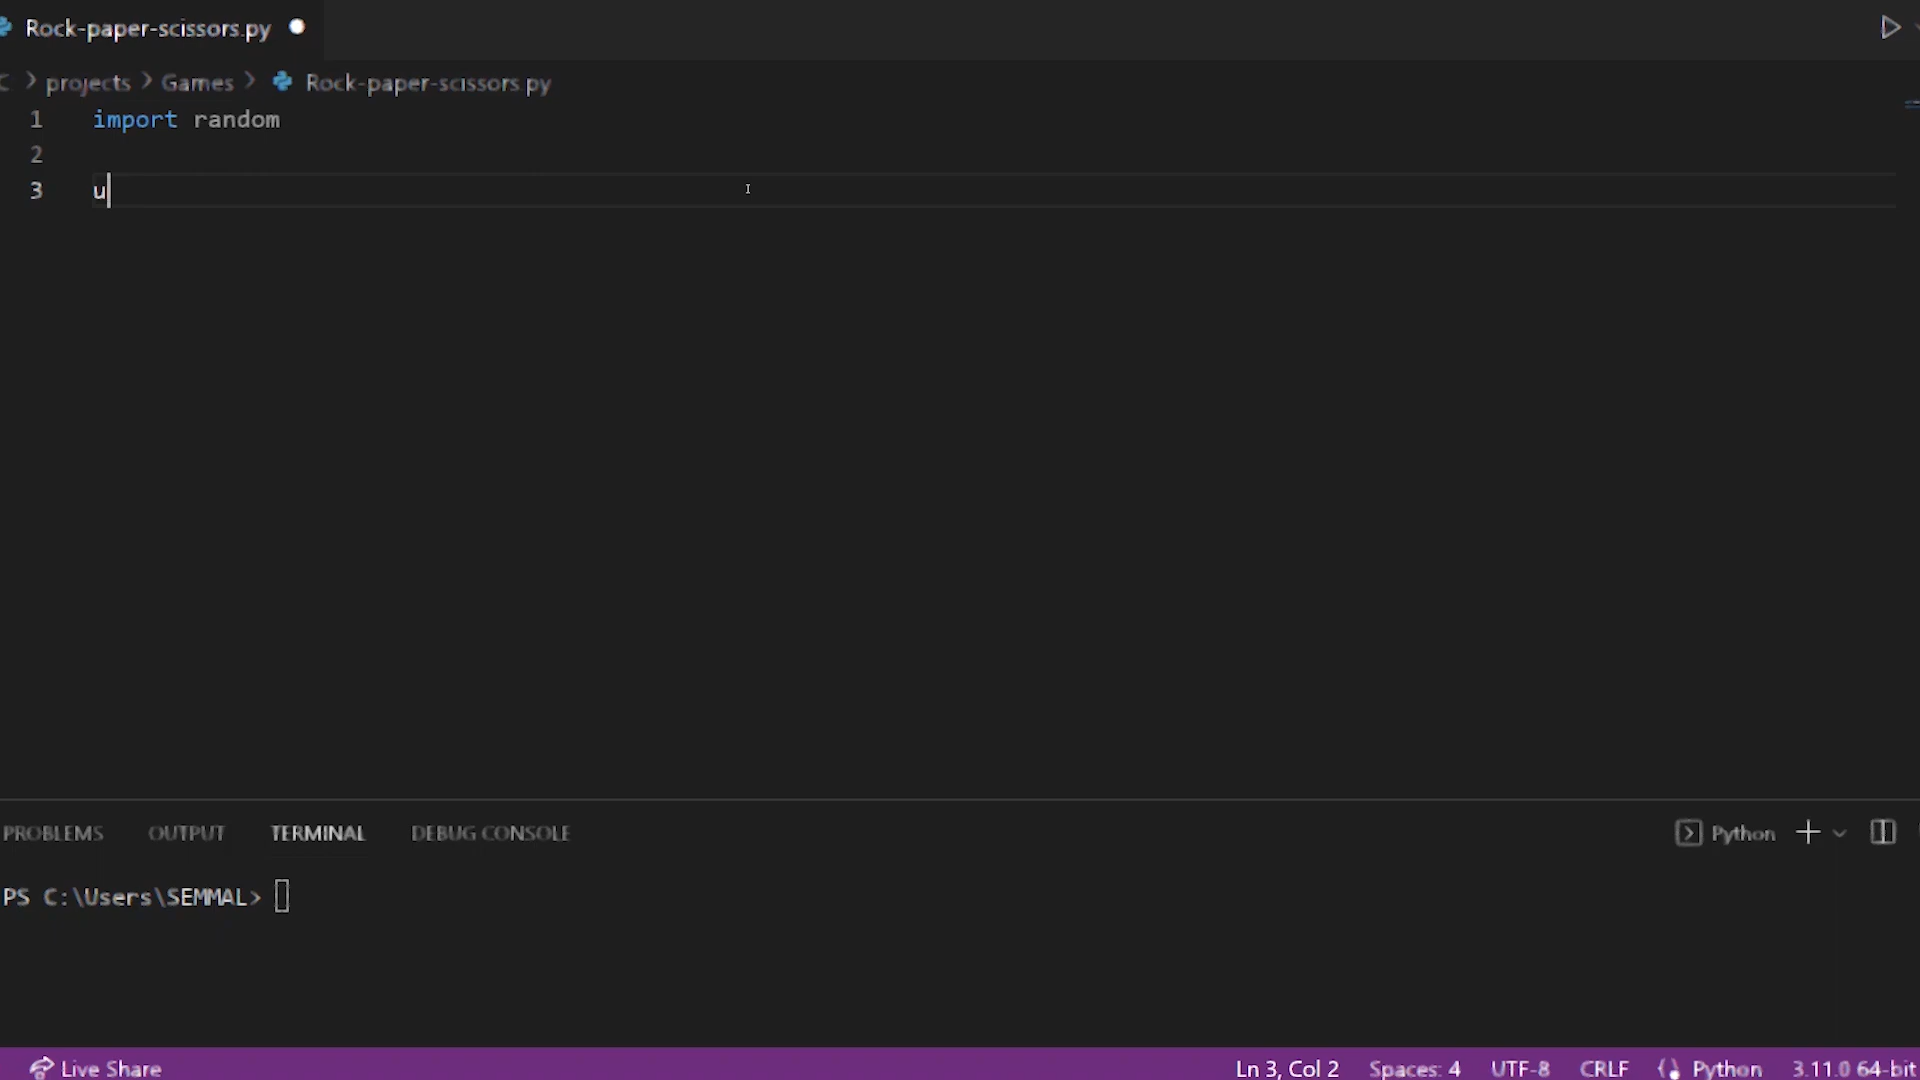 Rock-paper-scissors.py
C > projects > Games > Rock-paper-scissors.py
1 import random
2
3 u
PROBLEMS OUTPUT TERMINAL DEBUG CONSOLE Python
PS C:\Users\SEMMAL>
Live Share Ln 3, Col 2 Spaces: 4 UTF-8 CRLF Python 3.11.0 64-bit